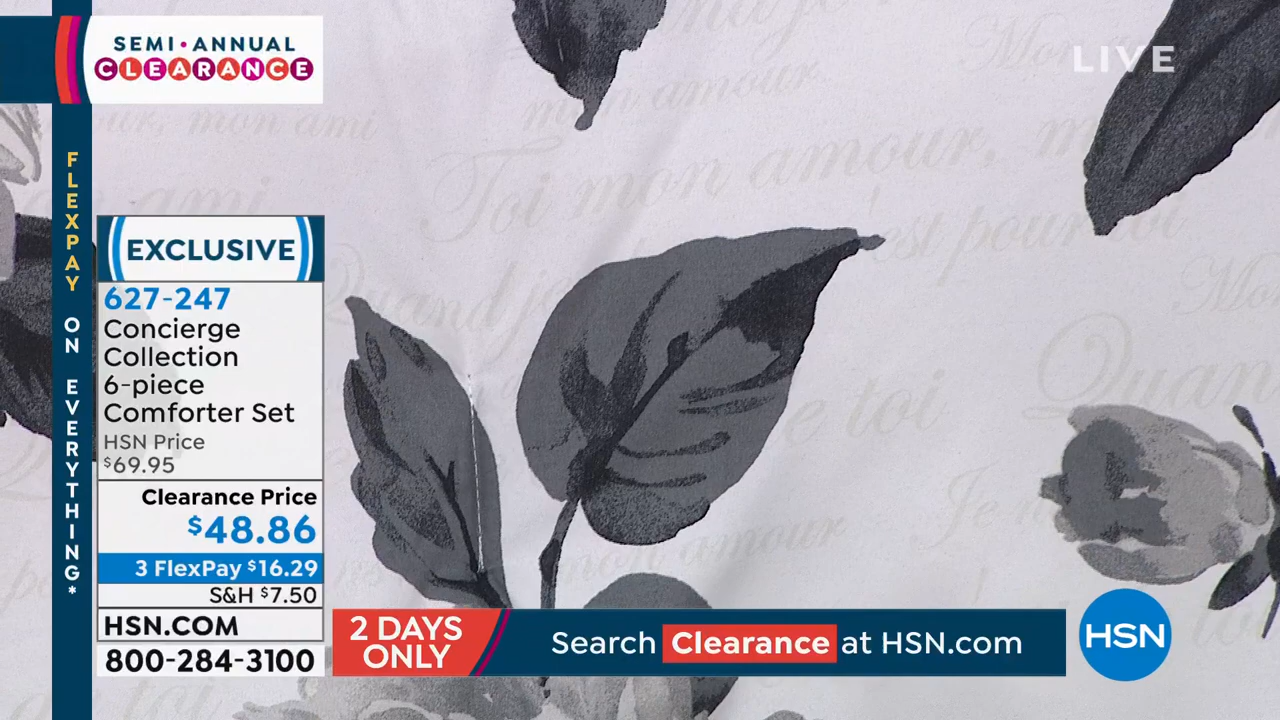 SEMI•ANNUAL
CLEARANCE
LIVE
FLEXPAY ON EVERYTHING*
EXCLUSIVE
627-247
Concierge
Collection
6-piece
Comforter Set
HSN Price
$69.95
Clearance Price
$48.86
3 FlexPay $16.29
S&H $7.50
HSN.COM
800-284-3100
2 DAYS
ONLY
Search Clearance at HSN.com
HSN
mon amour
mon ami
Toi mon amour,
est pour toi
toi
mon amour